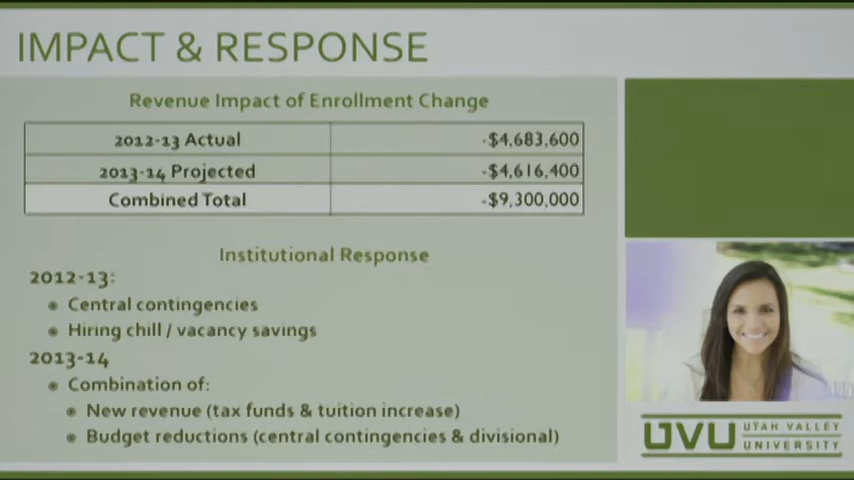 IMPACT & RESPONSE
Revenue Impact of Enrollment Change
2012-13 Actual -$4,683,600
2013-14 Projected -$4,616,400
Combined Total -$9,300,000
Institutional Response
2012-13:
Central contingencies
Hiring chill / vacancy savings
2013-14
Combination of:
New revenue (tax funds & tuition increase)
Budget reductions (central contingencies & divisional)
UVU UTAH VALLEY
UNIVERSITY